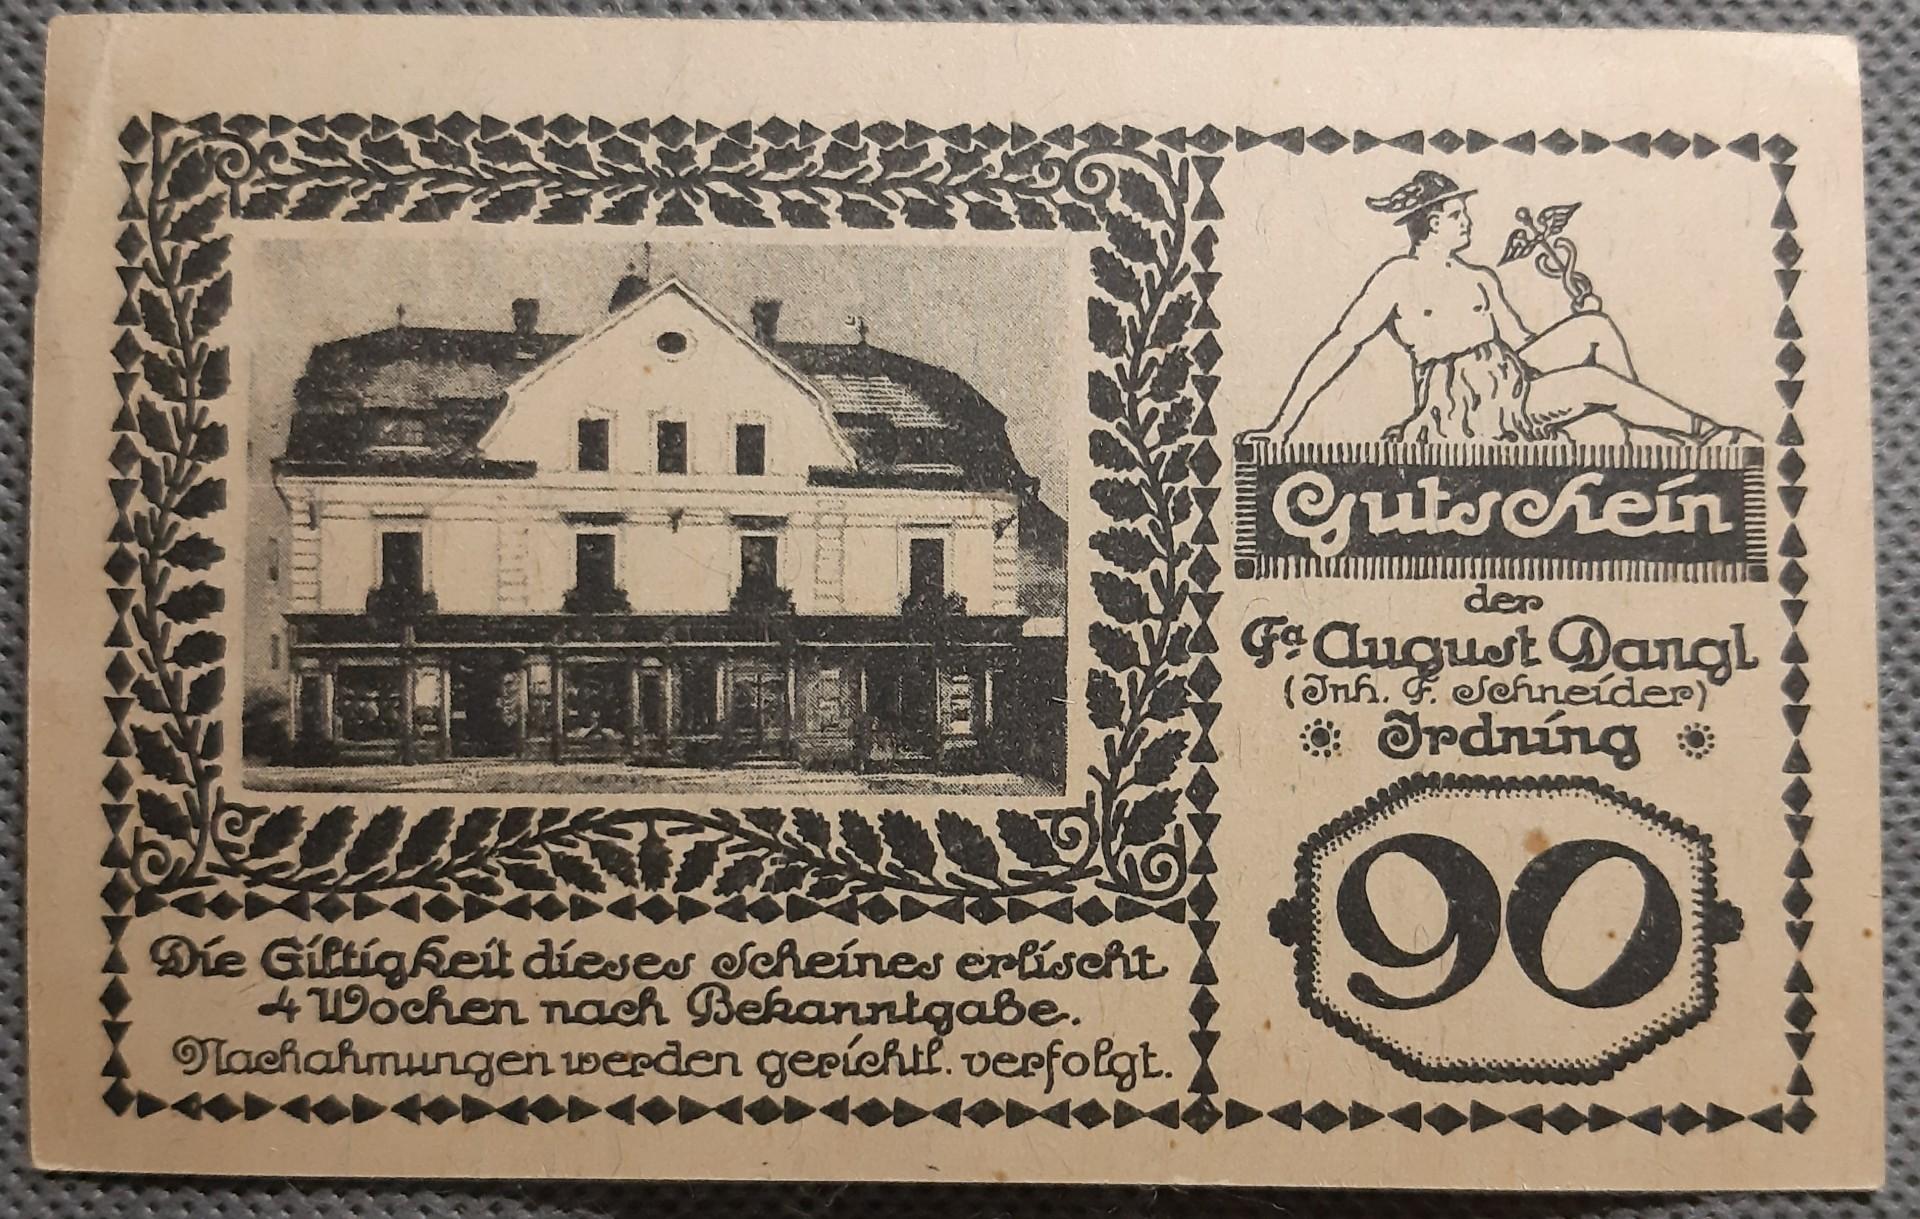 Gutschein
der
Fa August Dangl
(Inh. F. Schneider)
Irdning
90
Die Giltigkeit dieses Scheines erlischt
4 Wochen nach Bekanntgabe.
Nachahmungen werden gerichtl. verfolgt.